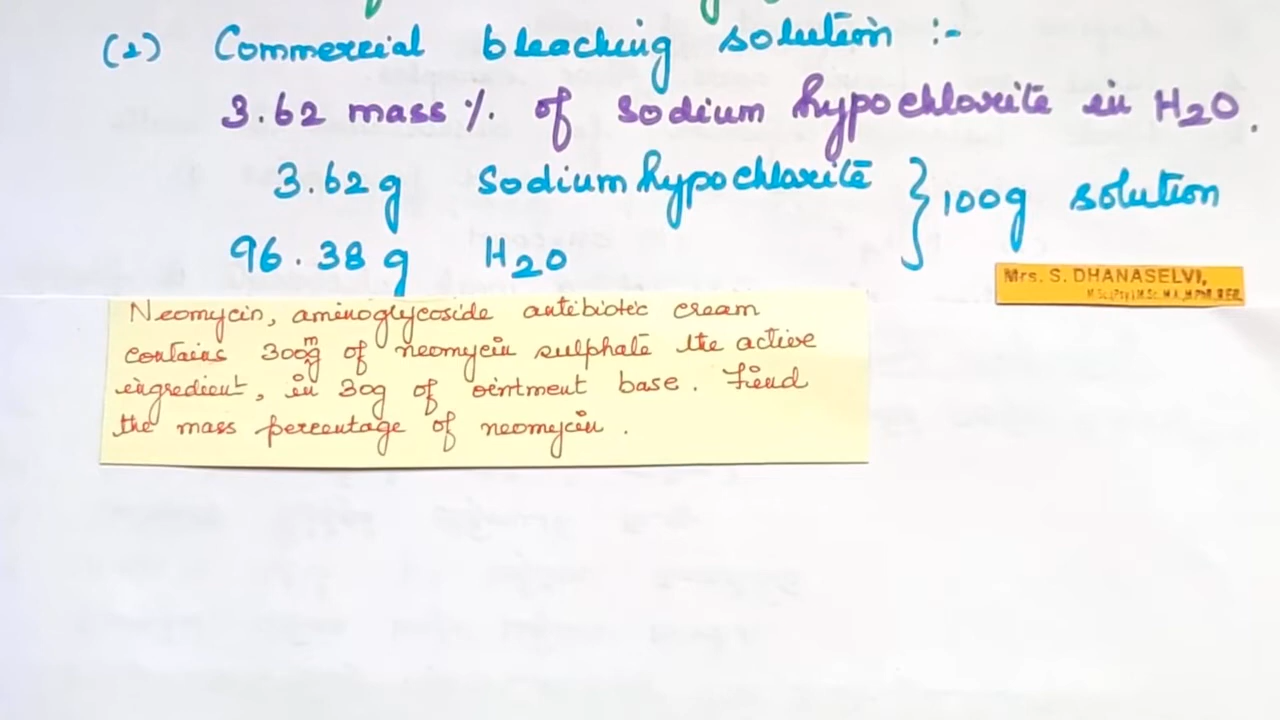 (2) Commercial bleaching solution :-
3.62 mass % of sodium hypochlorite in H2O.
3.62g sodium hypochlorite } 100g solution
96.38g H2O
Mrs. S. DHANASELVI,
Neomycin, aminoglycoside antibiotic cream
contains 300mg of neomycin sulphate the active
ingredient, in 30g of ointment base. Find
the mass percentage of neomycin.